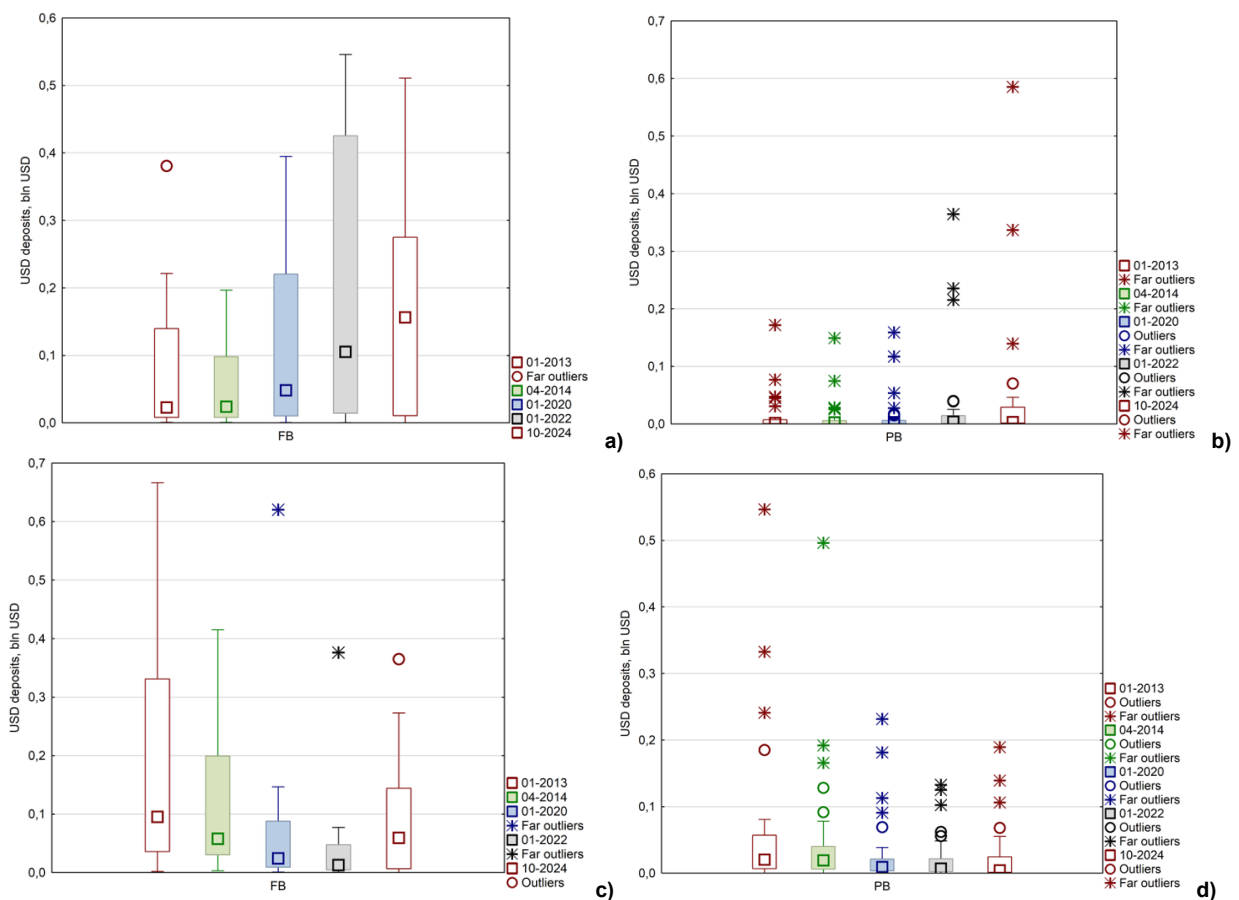 0,6
0,5
0,4
0,3
0,2
0,1
0,0
USD deposits, bln USD
FB
01-2013
Far outliers
04-2014
01-2020
01-2022
10-2024
a)
0,7
0,6
0,5
0,4
0,3
0,2
0,1
0,0
USD deposits, bln USD
PB
01-2013
Far outliers
04-2014
Far outliers
01-2020
Outliers
Far outliers
01-2022
Outliers
Far outliers
10-2024
Outliers
Far outliers
b)
0,7
0,6
0,5
0,4
0,3
0,2
0,1
0,0
USD deposits, bln USD
FB
01-2013
04-2014
01-2020
Far outliers
01-2022
Far outliers
10-2024
Outliers
c)
0,6
0,5
0,4
0,3
0,2
0,1
0,0
USD deposits, bln USD
PB
01-2013
Outliers
Far outliers
04-2014
Outliers
Far outliers
01-2020
Outliers
Far outliers
01-2022
Outliers
Far outliers
10-2024
Outliers
Far outliers
d)